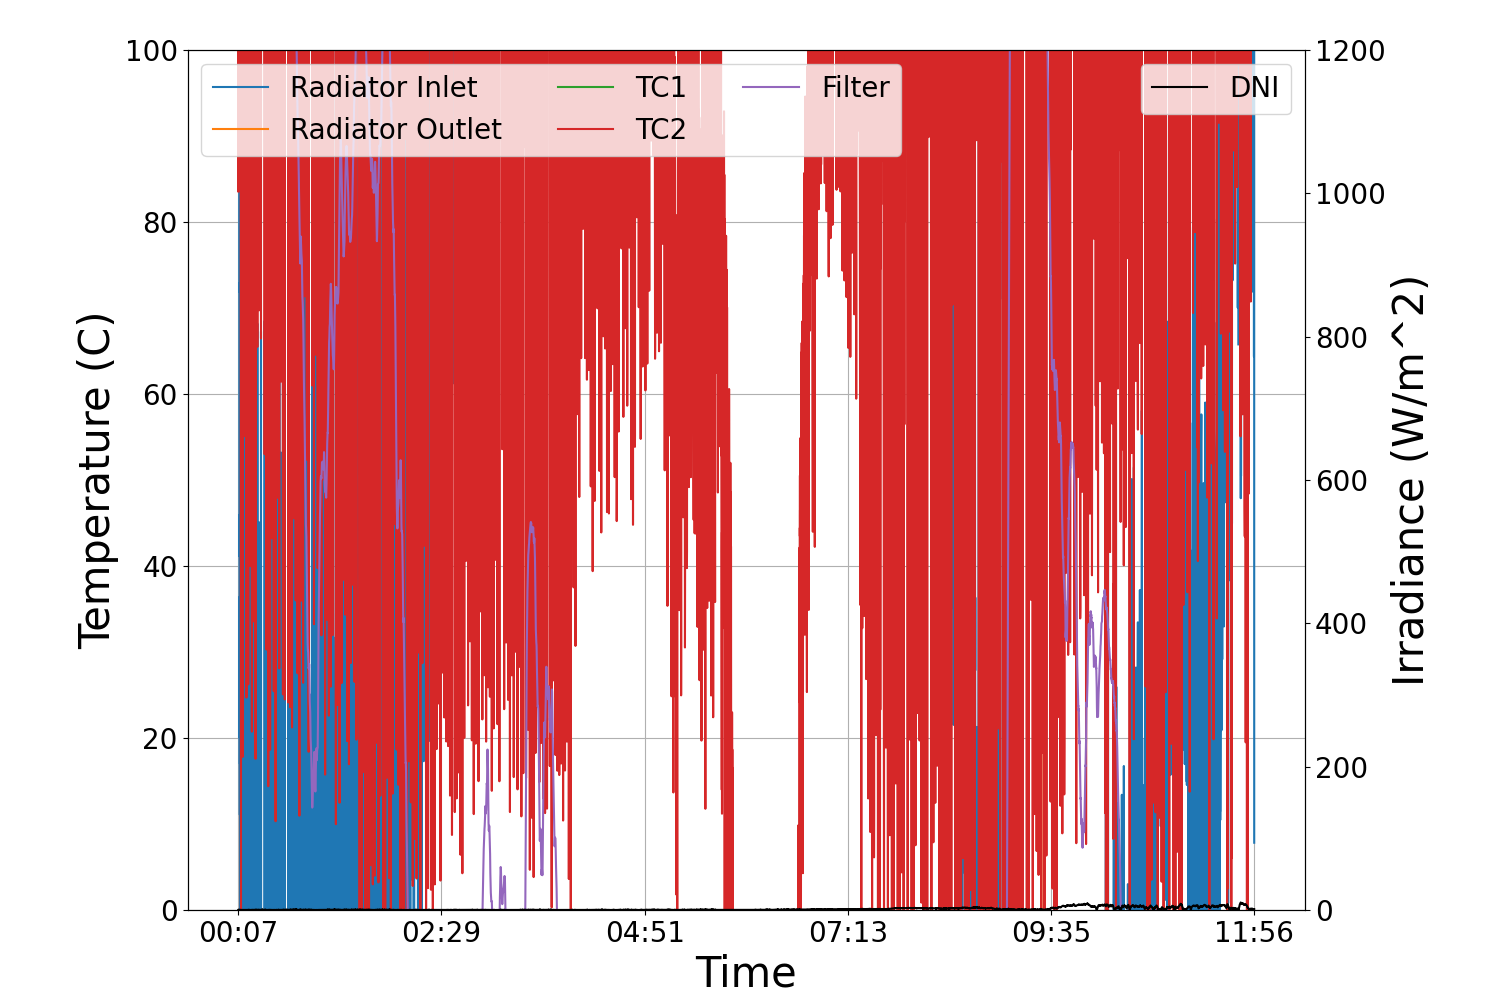 100
80
60
40
20
0
Temperature (C)
Radiator Inlet
Radiator Outlet
TC1
TC2
Filter
DNI
1200
1000
800
600
400
200
0
Irradiance (W/m^2)
00:07 02:29 04:51 07:13 09:35 11:56
Time